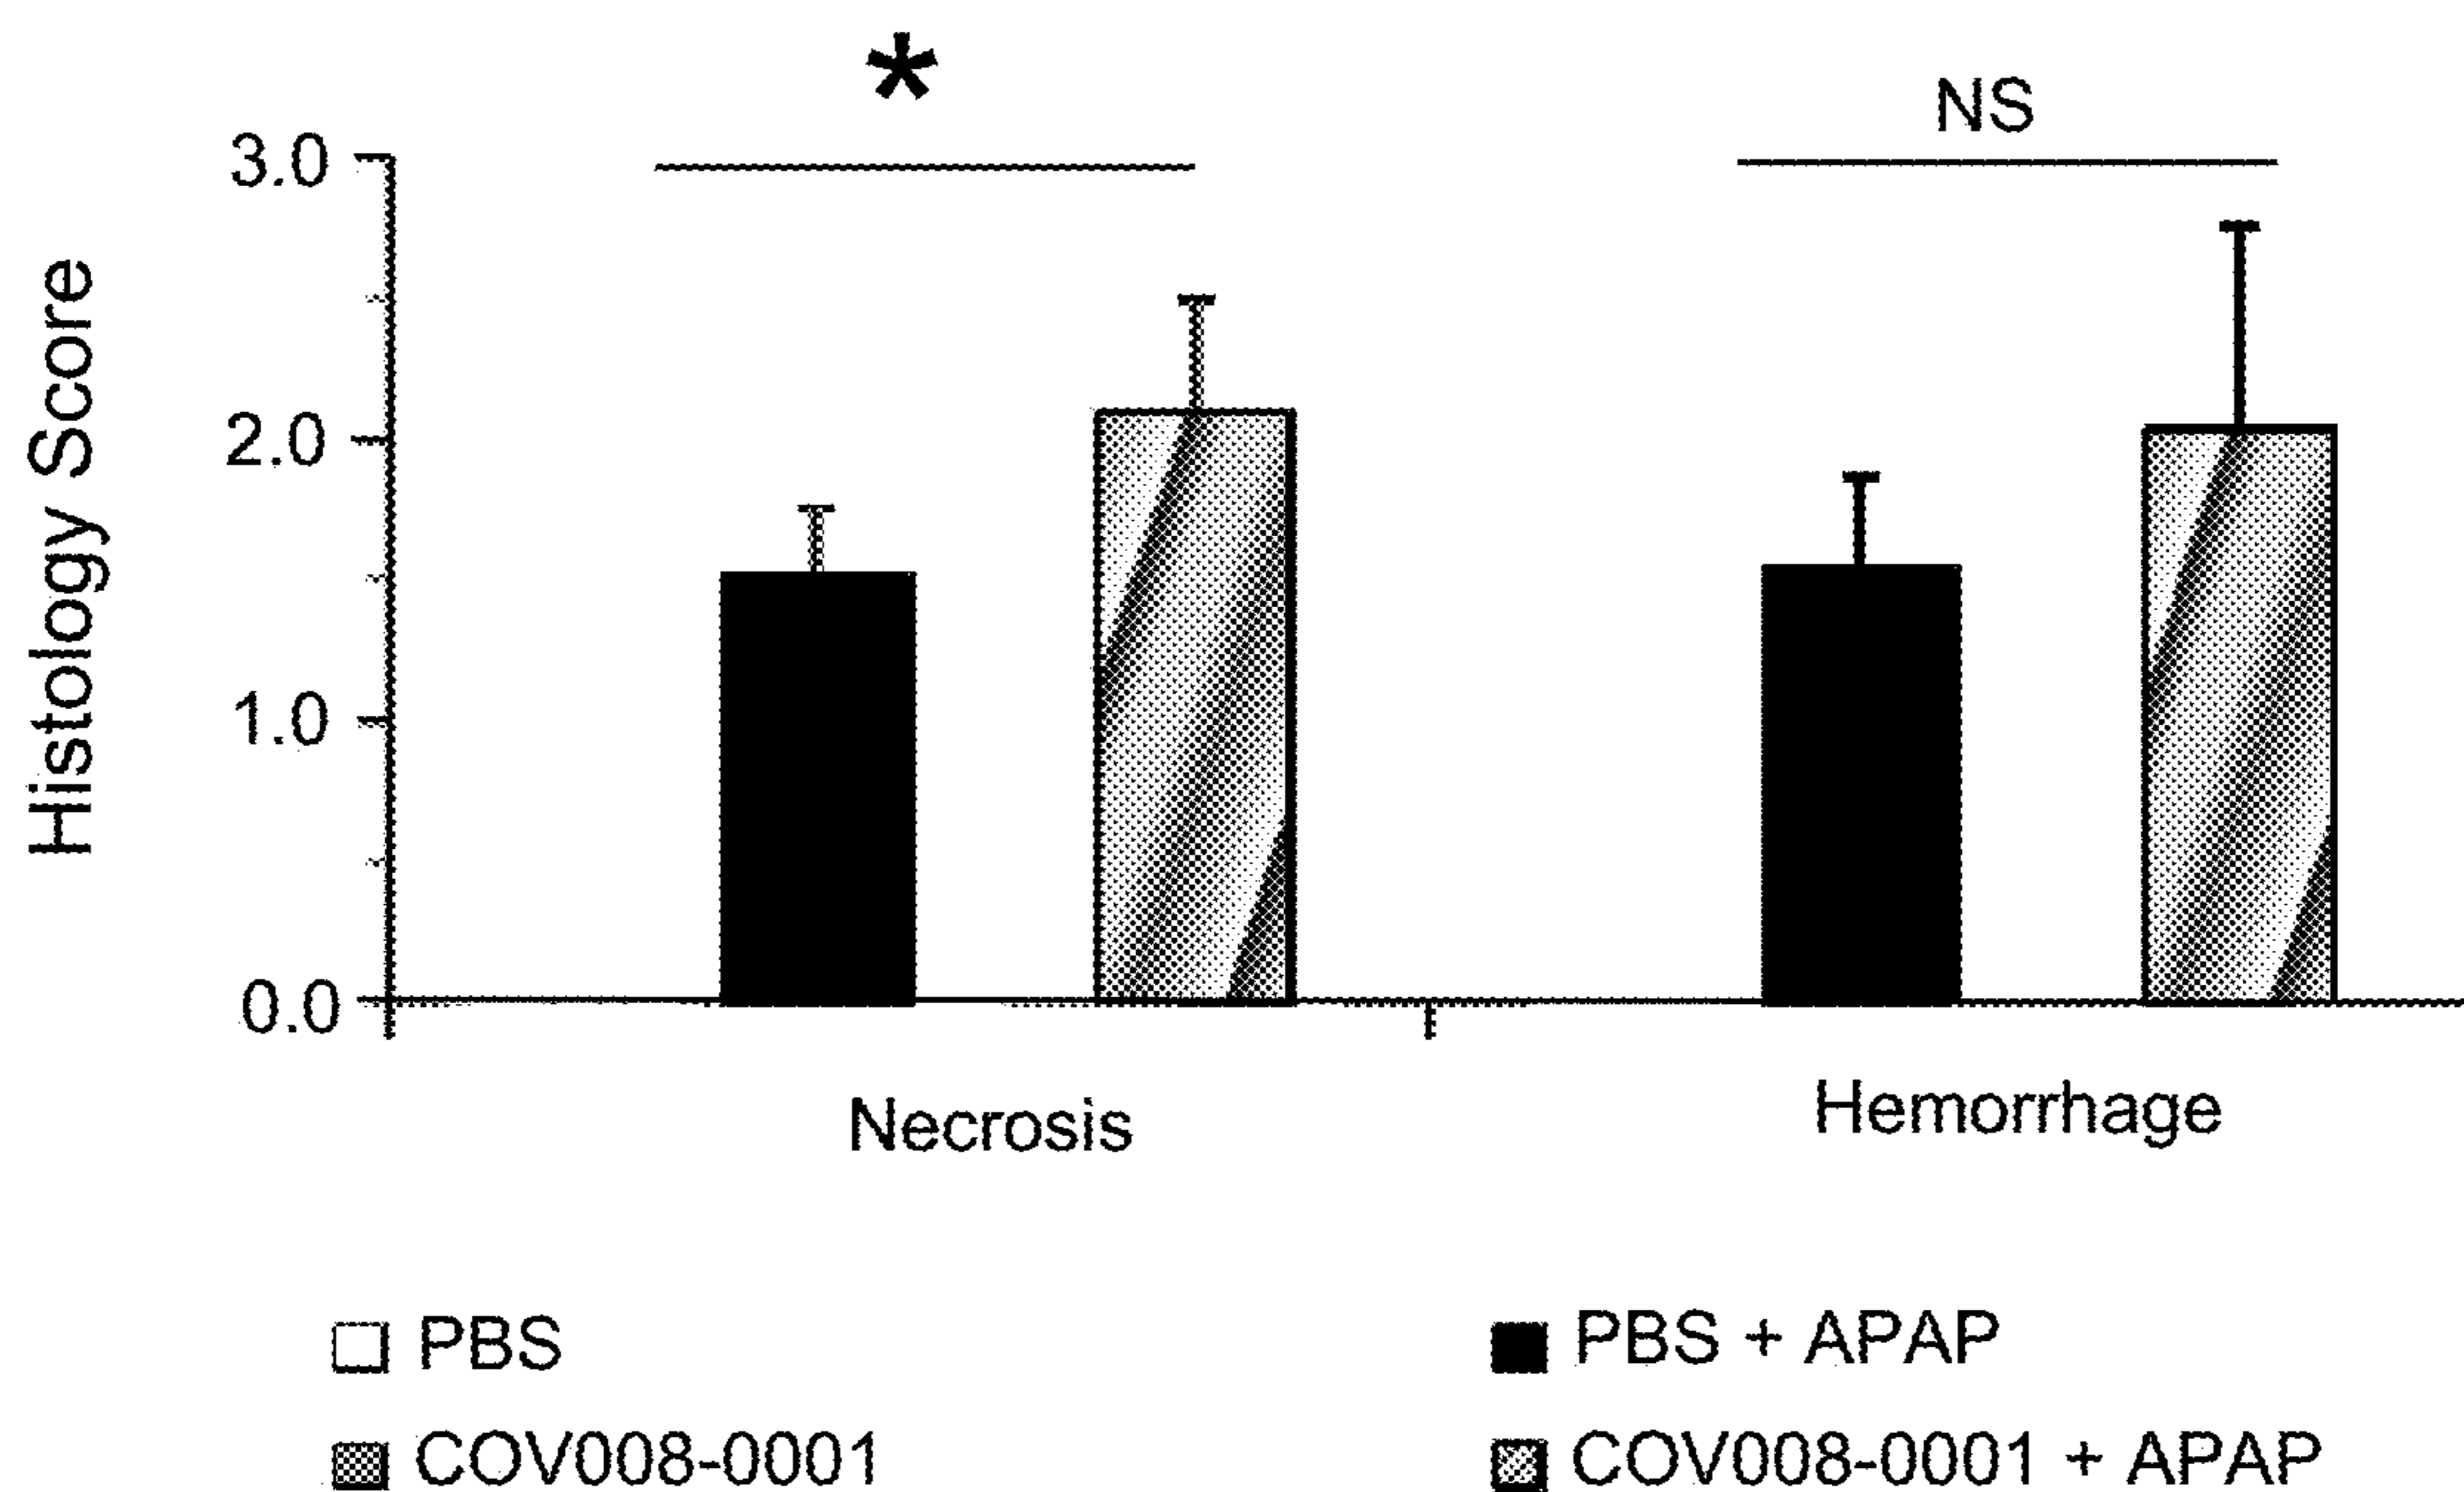 *
NS
3.0
2.0
1.0
0.0
Histology Score
Necrosis
Hemorrhage
PBS
PBS + APAP
COV008-0001
COV008-0001 + APAP